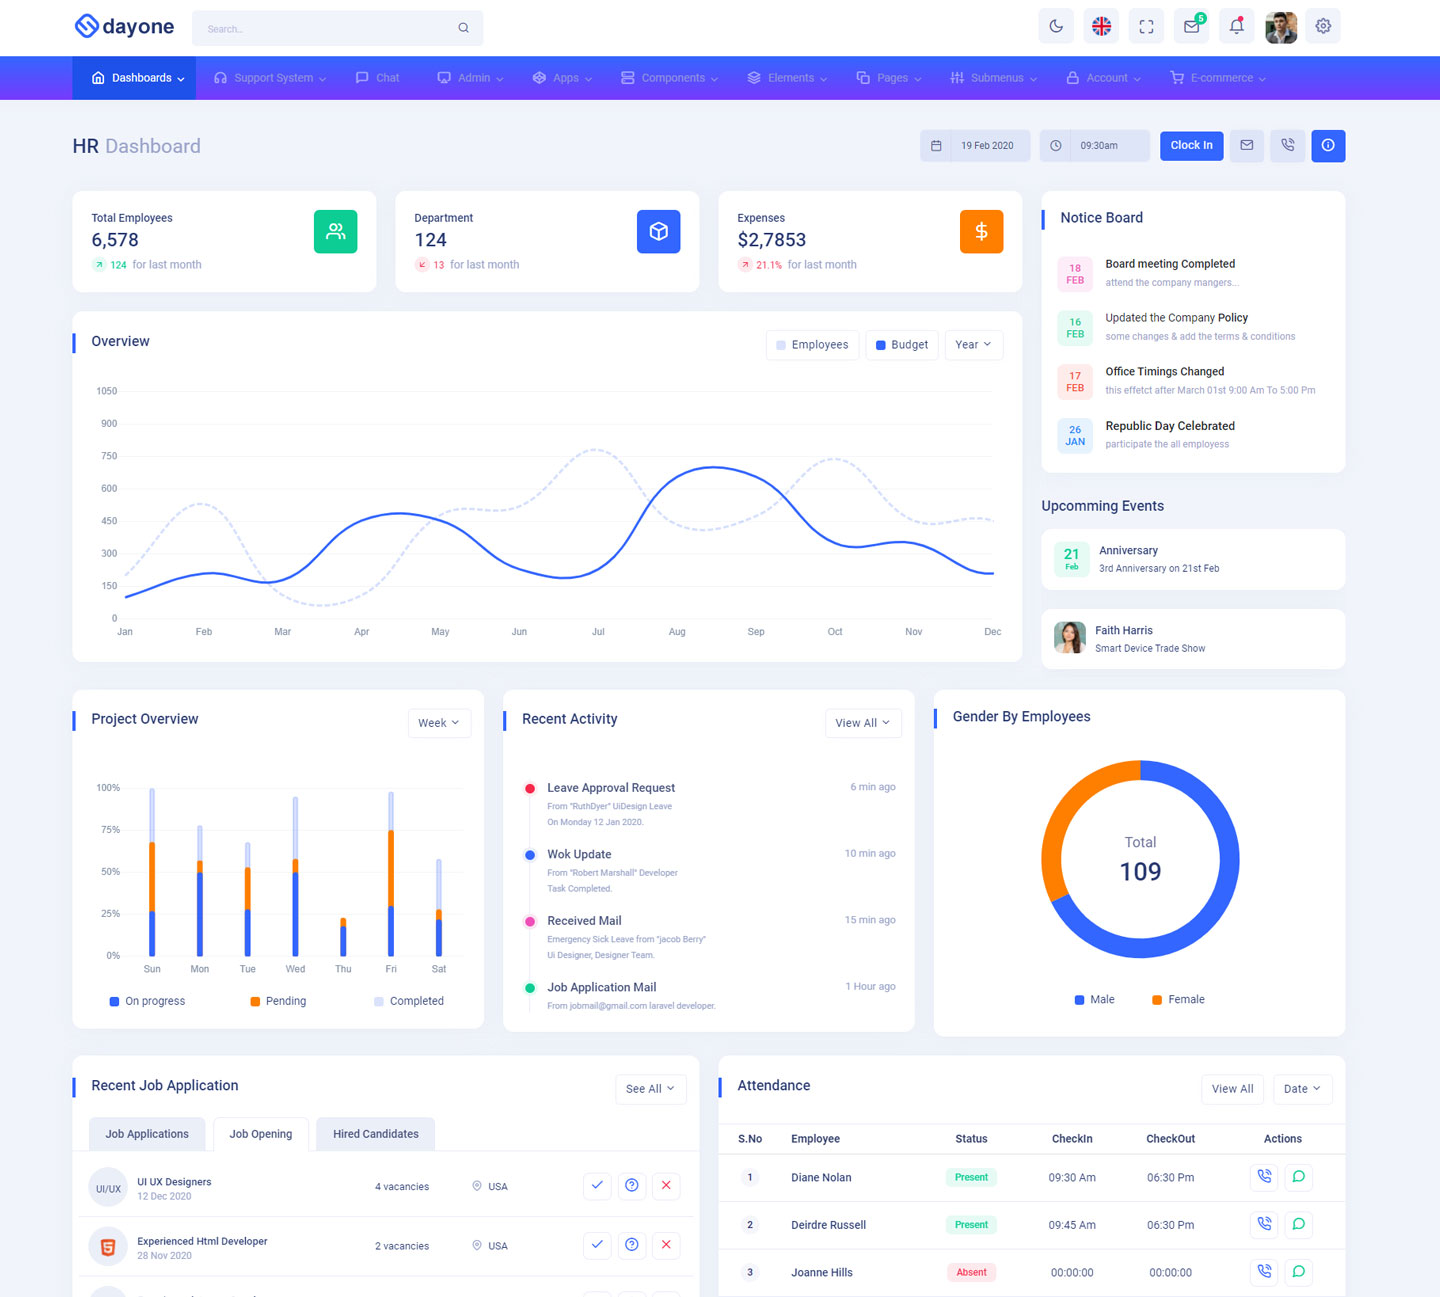 dayone
Search...
5
Dashboards
Support System
Chat
Admin
Apps
Components
Elements
Pages
Submenus
Account
E-commerce
HR Dashboard
19 Feb 2020
09:30am
Clock In
Total Employees
6,578
124 for last month
Department
124
13 for last month
Expenses
$2,7853
21.1% for last month
Notice Board
18
FEB
Board meeting Completed
attend the company mangers...
16
FEB
Updated the Company Policy
some changes & add the terms & conditions
17
FEB
Office Timings Changed
this effetct after March 01st 9:00 Am To 5:00 Pm
26
JAN
Republic Day Celebrated
participate the all employess
Overview
Employees
Budget
Year
1050
900
750
600
450
300
150
0
Jan Feb Mar Apr May Jun Jul Aug Sep Oct Nov Dec
Upcomming Events
21
Feb
Anniversary
3rd Anniversary on 21st Feb
Faith Harris
Smart Device Trade Show
Project Overview
Week
100%
75%
50%
25%
0%
Sun Mon Tue Wed Thu Fri Sat
On progress Pending Completed
Recent Activity
View All
Leave Approval Request 6 min ago
From "RuthDyer" UiDesign Leave
On Monday 12 Jan 2020.
Wok Update 10 min ago
From "Robert Marshall" Developer
Task Completed.
Received Mail 15 min ago
Emergency Sick Leave from "jacob Berry"
Ui Designer, Designer Team.
Job Application Mail 1 Hour ago
From jobmail@gmail.com laravel developer.
Gender By Employees
Total
109
Male Female
Recent Job Application
See All
Job Applications
Job Opening
Hired Candidates
UI/UX
UI UX Designers
12 Dec 2020
4 vacancies
USA
Experienced Html Developer
28 Nov 2020
2 vacancies
USA
Attendance
View All
Date
S.No Employee Status CheckIn CheckOut Actions
1 Diane Nolan Present 09:30 Am 06:30 Pm
2 Deirdre Russell Present 09:45 Am 06:30 Pm
3 Joanne Hills Absent 00:00:00 00:00:00